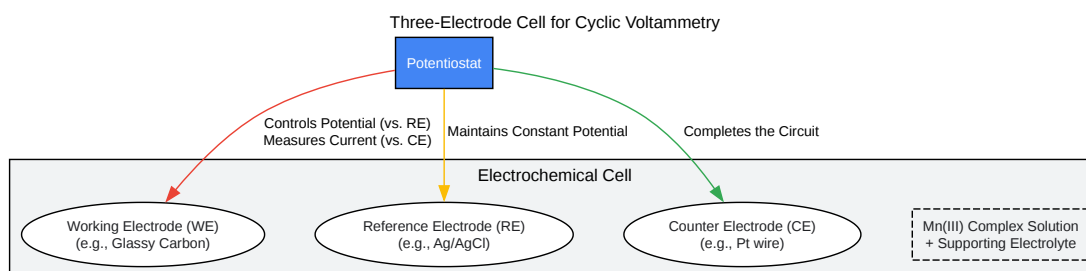 Three-Electrode Cell for Cyclic Voltammetry
Potentiostat
Controls Potential (vs. RE)
Measures Current (vs. CE)
Maintains Constant Potential
Completes the Circuit
Electrochemical Cell
Working Electrode (WE)
(e.g., Glassy Carbon)
Reference Electrode (RE)
(e.g., Ag/AgCl)
Counter Electrode (CE)
(e.g., Pt wire)
Mn(III) Complex Solution
+ Supporting Electrolyte